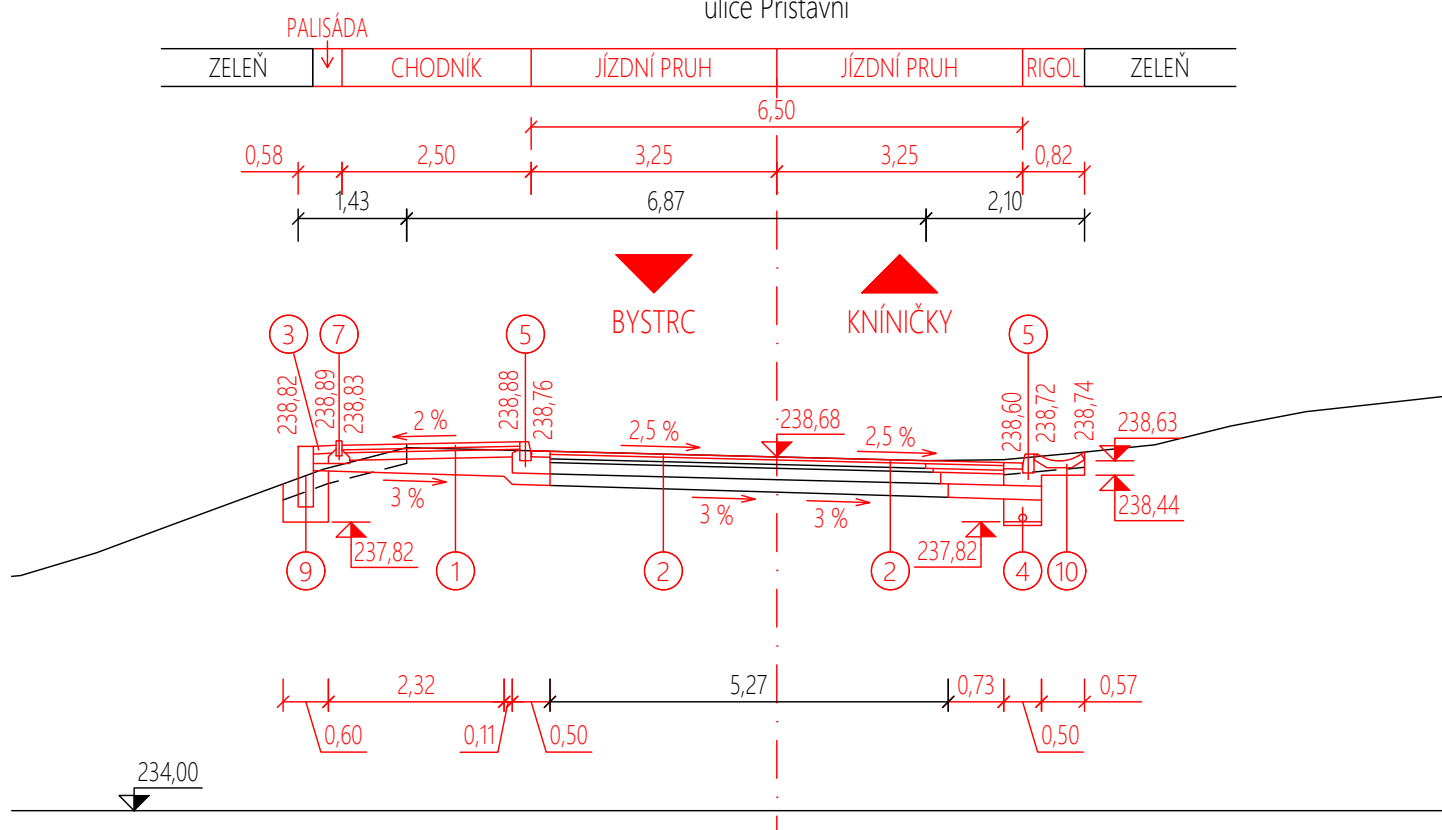 ulice Přístavní
PALISÁDA
ZELEŇ CHODNÍK JÍZDNÍ PRUH JÍZDNÍ PRUH RIGOL ZELEŇ
6,50
0,58 2,50 3,25 3,25 0,82
1,43 6,87 2,10
BYSTRC KNÍNIČKY
3 7 5 5
238,82 238,89 238,83 238,88 238,76 238,60 238,72 238,74
2 % 2,5 % 238,68 2,5 % 238,63
3 % 3 % 3 % 238,44
237,82 237,82
9 1 2 2 4 10
2,32 5,27 0,73 0,57
0,60 0,11 0,50 0,50
234,00